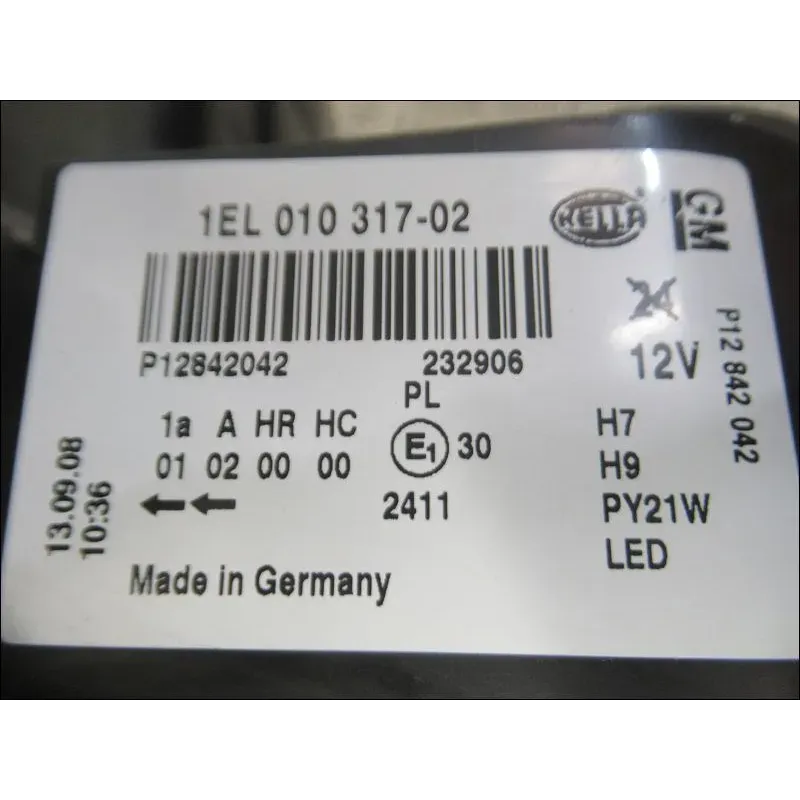 1EL 010 317-02
HELLA
GM
P12842042 232906
24
12V
P12 842 042
PL
1a A HR HC
01 02 00 00
E1 30
2411
H7
H9
PY21W
LED
13.09.08
10:36
Made in Germany